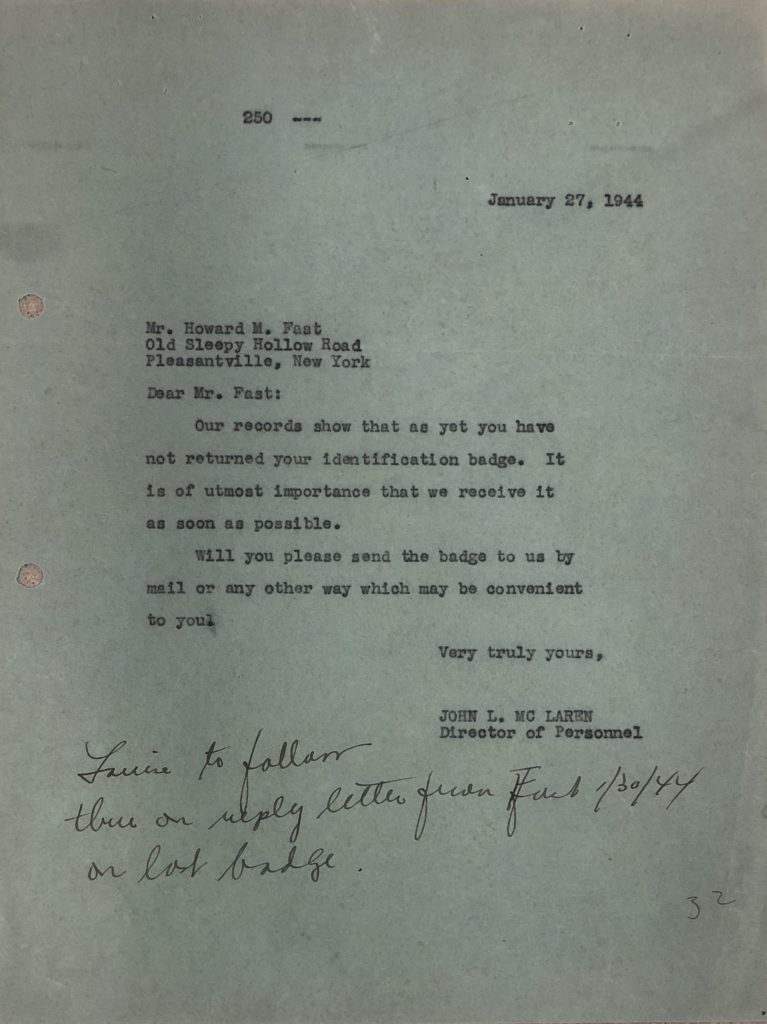 250 ---
January 27, 1944
Mr. Howard M. Fast
Old Sleepy Hollow Road
Pleasantville, New York
Dear Mr. Fast:
Our records show that as yet you have
not returned your identification badge. It
is of utmost importance that we receive it
as soon as possible.
Will you please send the badge to us by
mail or any other way which may be convenient
to you.
Very truly yours,
JOHN L. MC LAREN
Director of Personnel
Louise to follow
thru on reply letter from Fast 1/30/44
on lost badge.
32